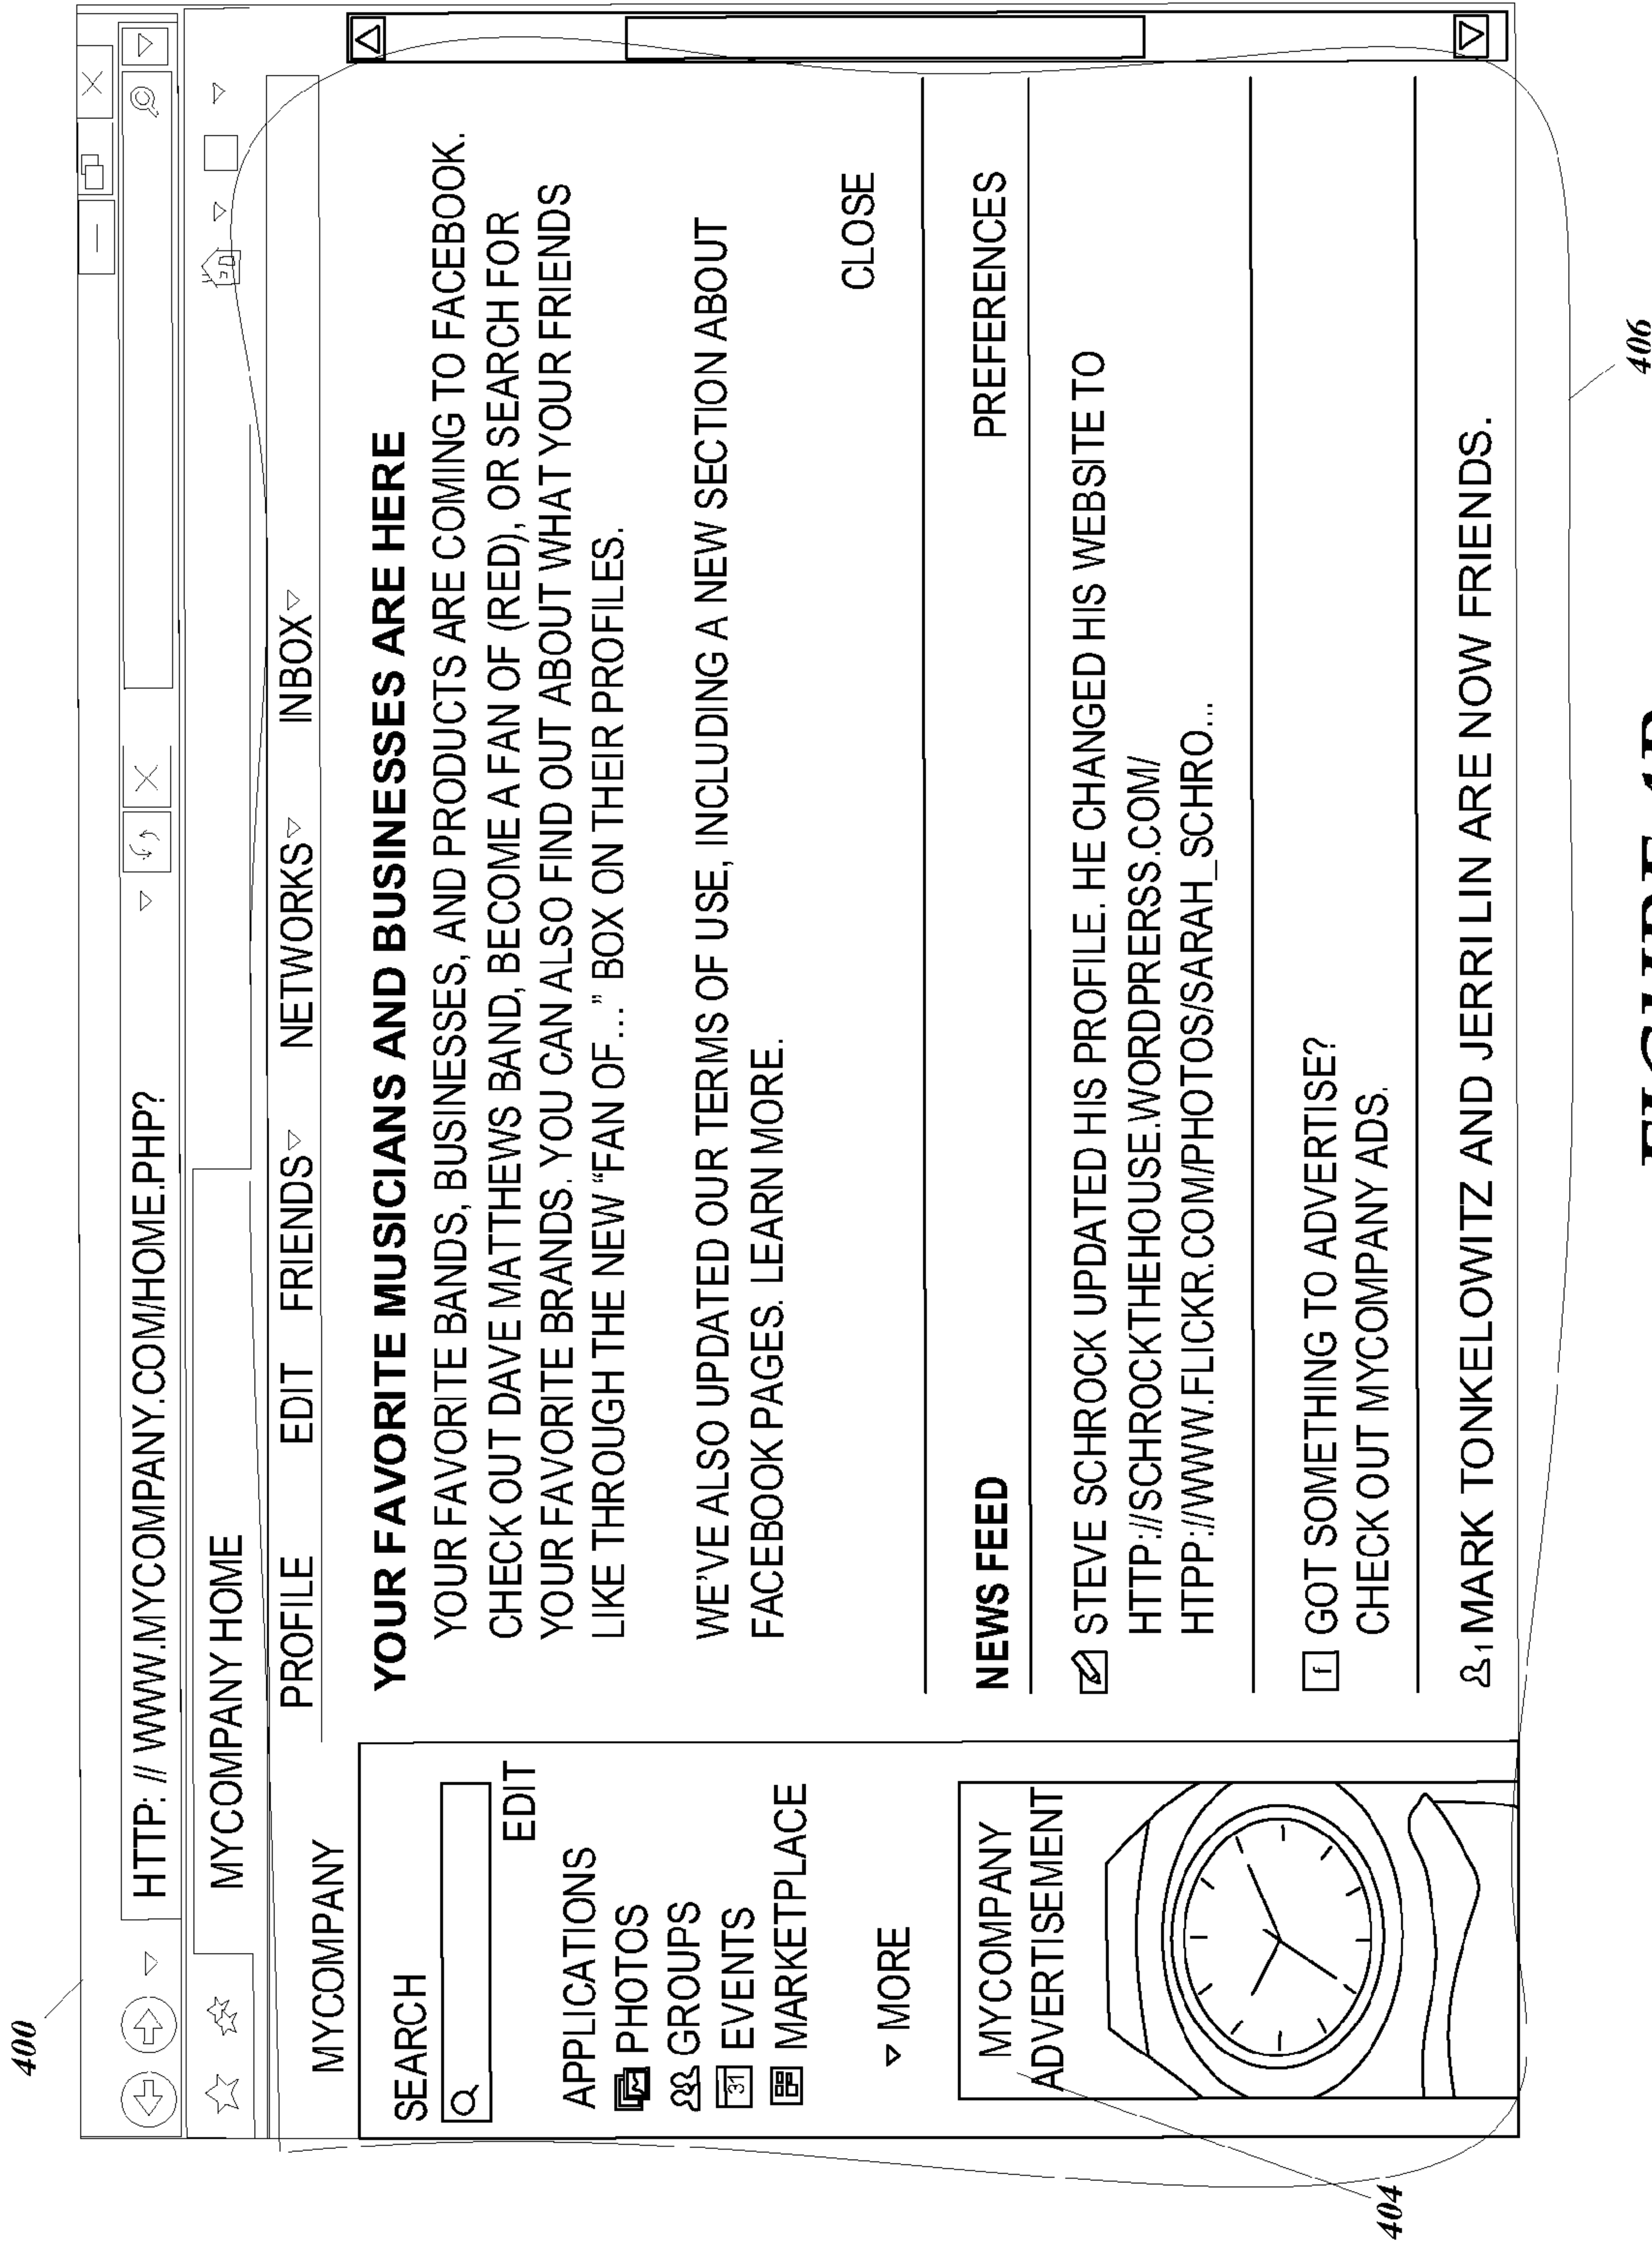 400
HTTP: // WWW.MYCOMPANY.COM/HOME.PHP?
MYCOMPANY HOME
MYCOMPANY
PROFILE EDIT FRIENDS NETWORKS INBOX
SEARCH
EDIT
APPLICATIONS
PHOTOS
GROUPS
31 EVENTS
MARKETPLACE
MORE
MYCOMPANY
ADVERTISEMENT
YOUR FAVORITE MUSICIANS AND BUSINESSES ARE HERE
YOUR FAVORITE BANDS, BUSINESSES, AND PRODUCTS ARE COMING TO FACEBOOK.
CHECK OUT DAVE MATTHEWS BAND, BECOME A FAN OF (RED), OR SEARCH FOR
YOUR FAVORITE BRANDS. YOU CAN ALSO FIND OUT ABOUT WHAT YOUR FRIENDS
LIKE THROUGH THE NEW “FAN OF...” BOX ON THEIR PROFILES.
WE’VE ALSO UPDATED OUR TERMS OF USE, INCLUDING A NEW SECTION ABOUT
FACEBOOK PAGES. LEARN MORE.
CLOSE
NEWS FEED PREFERENCES
STEVE SCHROCK UPDATED HIS PROFILE. HE CHANGED HIS WEBSITE TO
HTTP://SCHROCKTHEHOUSE.WORDPRERSS.COM/
HTPP://WWW.FLICKR.COM/PHOTOS/SARAH_SCHRO...
f GOT SOMETHING TO ADVERTISE?
CHECK OUT MYCOMPANY ADS.
1 MARK TONKELOWITZ AND JERRI LIN ARE NOW FRIENDS.
404
406